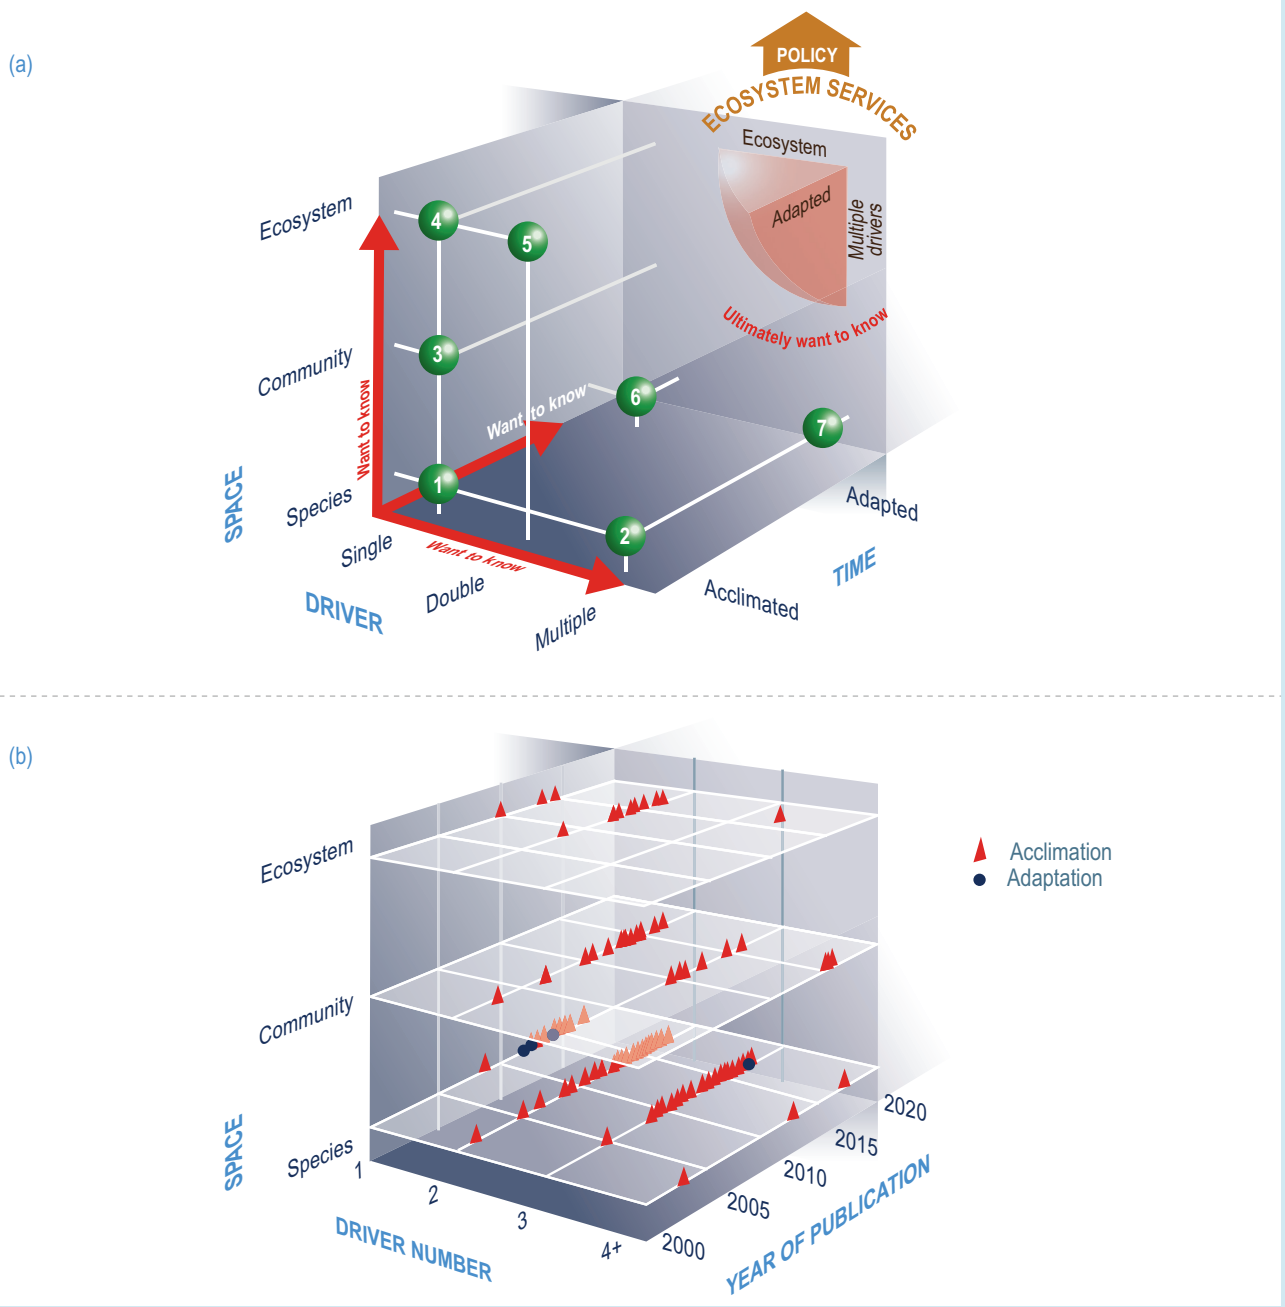 (a)
POLICY
ECOSYSTEM SERVICES
Ecosystem
Adapted
Multiple
drivers
Ultimately want to know
Ecosystem
Community
Species
SPACE
Want to know
Want to know
Want to know
4
5
3
6
7
1
2
Single
Double
Multiple
DRIVER
Acclimated
Adapted
TIME
(b)
Acclimation
Adaptation
Ecosystem
Community
Species
SPACE
1
2
3
4+
DRIVER NUMBER
2000
2005
2010
2015
2020
YEAR OF PUBLICATION